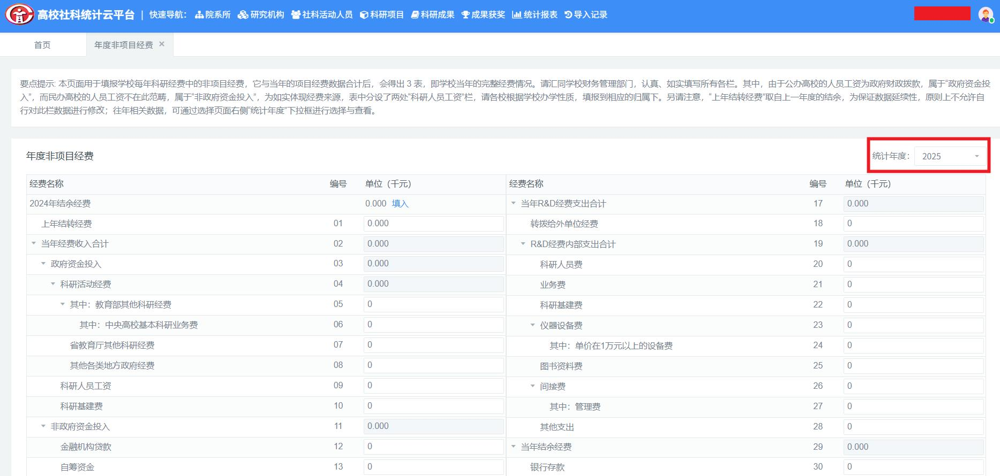 高校社科统计云平台 | 快速导航： 院系所 研究机构 社科活动人员 科研项目 科研成果 成果获奖 统计报表 导入记录
首页 年度非项目经费 ×
要点提示: 本页面用于填报学校每年科研经费中的非项目经费，它与当年的项目经费数据合计后，会得出 3 表，即学校当年的完整经费情况。请汇同学校财务管理部门，认真、如实填写所有各栏。其中，由于公办高校的人员工资为政府财政拨款，属于“政府资金投
入”，而民办高校的人员工资不在此范畴，属于“非政府资金投入”，为如实体现经费来源，表中分设了两处“科研人员工资”栏，请各校根据学校办学性质，填报到相应的归属下。另请注意，“上年结转经费”取自上一年度的结余，为保证数据延续性，原则上不允许自
行对此栏数据进行修改；往年相关数据，可通过选择页面右侧“统计年度”下拉框进行选择与查看。
年度非项目经费 统计年度： 2025
经费名称 编号 单位（千元） 经费名称 编号 单位（千元）
2024年结余经费 0.000 填入 当年R&D经费支出合计 17 0.000
上年结转经费 01 0.000 转拨给外单位经费 18 0
当年经费收入合计 02 0.000 R&D经费内部支出合计 19 0.000
政府资金投入 03 0.000 科研人员费 20 0
科研活动经费 04 0.000 业务费 21 0
其中：教育部其他科研经费 05 0 科研基建费 22 0
其中：中央高校基本科研业务费 06 0 仪器设备费 23 0
省教育厅其他科研经费 07 0 其中：单价在1万元以上的设备费 24 0
其他各类地方政府经费 08 0 图书资料费 25 0
科研人员工资 09 0 间接费 26 0
科研基建费 10 0 其中：管理费 27 0
非政府资金投入 11 0.000 其他支出 28 0
金融机构贷款 12 0 当年结余经费 29 0.000
自筹资金 13 0 银行存款 30 0